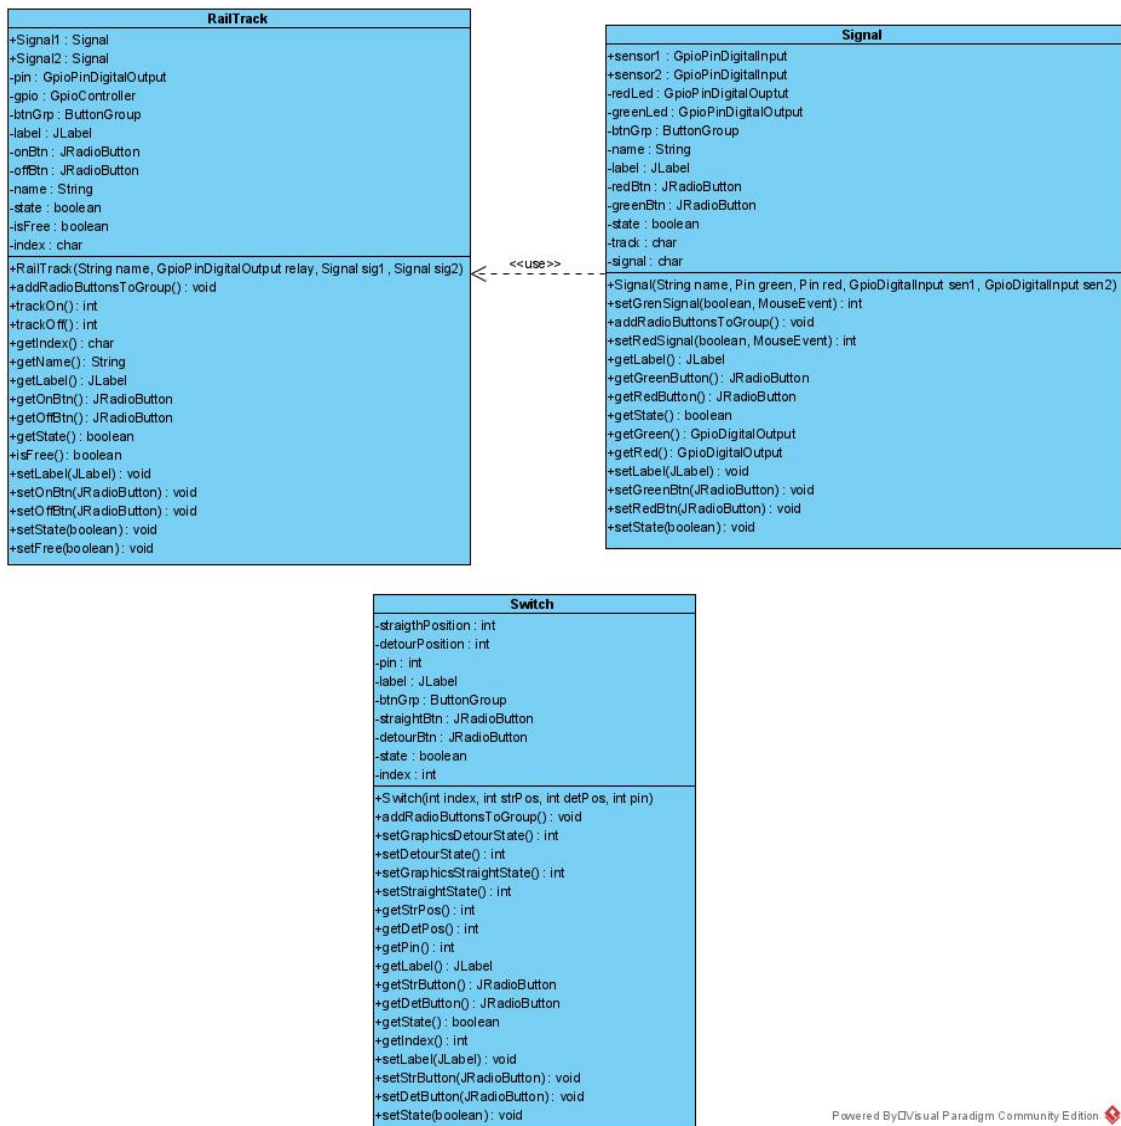 RailTrack
+Signal1 : Signal
+Signal2 : Signal
-pin : GpioPinDigitalOutput
-gpio : GpioController
-btnGrp : ButtonGroup
-label : JLabel
-onBtn : JRadioButton
-offBtn : JRadioButton
-name : String
-state : boolean
-isFree : boolean
-index : char
+RailTrack(String name, GpioPinDigitalOutput relay, Signal sig1, Signal sig2)
+addRadioButtonsToGroup() : void
+trackOn() : int
+trackOff() : int
+getIndex() : char
+getName() : String
+getLabel() : JLabel
+getOnBtn() : JRadioButton
+getOffBtn() : JRadioButton
+getState() : boolean
+isFree() : boolean
+setLabel(JLabel) : void
+setOnBtn(JRadioButton) : void
+setOffBtn(JRadioButton) : void
+setState(boolean) : void
+setFree(boolean) : void
<<use>>
Signal
+sensor1 : GpioPinDigitalInput
+sensor2 : GpioPinDigitalInput
-redLed : GpioPinDigitalOuptut
-greenLed : GpioPinDigitalOutput
-btnGrp : ButtonGroup
-name : String
-label : JLabel
-redBtn : JRadioButton
-greenBtn : JRadioButton
-state : boolean
-track : char
-signal : char
+Signal(String name, Pin green, Pin red, GpioDigitalInput sen1, GpioDigitalInput sen2)
+setGrenSignal(boolean, MouseEvent) : int
+addRadioButtonsToGroup() : void
+setRedSignal(boolean, MouseEvent) : int
+getLabel() : JLabel
+getGreenButton() : JRadioButton
+getRedButton() : JRadioButton
+getState() : boolean
+getGreen() : GpioDigitalOutput
+getRed() : GpioDigitalOutput
+setLabel(JLabel) : void
+setGreenBtn(JRadioButton) : void
+setRedBtn(JRadioButton) : void
+setState(boolean) : void
Switch
-straigthPosition : int
-detourPosition : int
-pin : int
-label : JLabel
-btnGrp : ButtonGroup
-straightBtn : JRadioButton
-detourBtn : JRadioButton
-state : boolean
-index : int
+Switch(int index, int strPos, int detPos, int pin)
+addRadioButtonsToGroup() : void
+setGraphicsDetourState() : int
+setDetourState() : int
+setGraphicsStraightState() : int
+setStraightState() : int
+getStrPos() : int
+getDetPos() : int
+getPin() : int
+getLabel() : JLabel
+getStrButton() : JRadioButton
+getDetButton() : JRadioButton
+getState() : boolean
+getIndex() : int
+setLabel(JLabel) : void
+setStrButton(JRadioButton) : void
+setDetButton(JRadioButton) : void
+setState(boolean) : void
Powered By□Visual Paradigm Community Edition